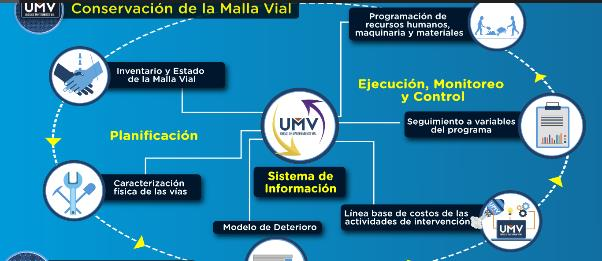 UMV
Conservación de la Malla Vial
Programación de
recursos humanos,
maquinaria y materiales
Inventario y Estado
de la Malla Vial
Ejecución, Monitoreo
y Control
UMV
Planificación
Seguimiento a variables
del programa
Sistema de
Información
Caracterización
física de las vías
Línea base de costos de las
actividades de intervención
UMV
Modelo de Deterioro